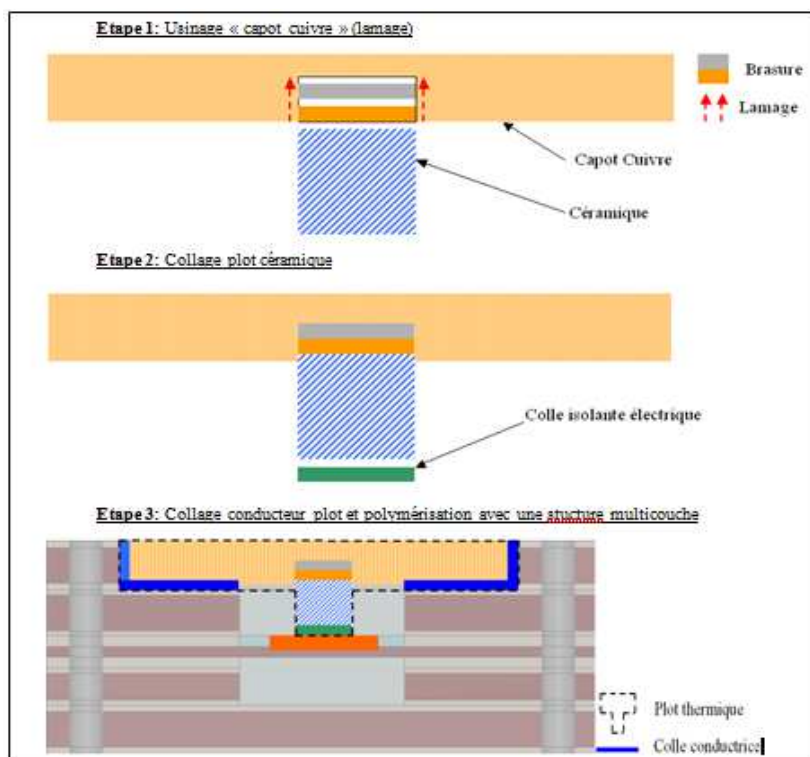 Etape 1: Usinage « capot cuivre » (lamage)
Brasure
Lamage
Capot Cuivre
Céramique
Etape 2: Collage plot céramique
Colle isolante électrique
Etape 3: Collage conducteur plot et polymérisation avec une stucture multicouche
Plot thermique
Colle conductrice